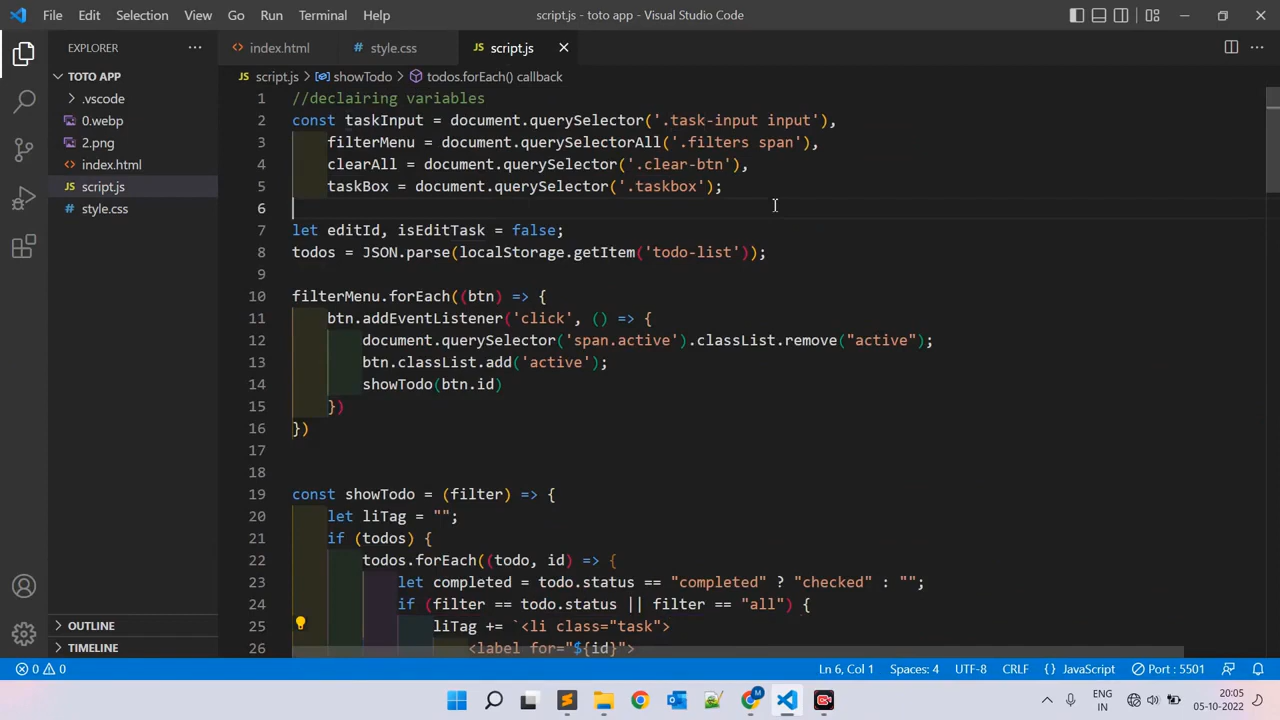 File Edit Selection View Go Run Terminal Help
script.js - toto app - Visual Studio Code
EXPLORER
index.html
style.css
script.js
TOTO APP
.vscode
0.webp
2.png
index.html
script.js
style.css
OUTLINE
TIMELINE
script.js > showTodo > todos.forEach() callback
1 //declairing variables
2 const taskInput = document.querySelector('.task-input input'),
3 filterMenu = document.querySelectorAll('.filters span'),
4 clearAll = document.querySelector('.clear-btn'),
5 taskBox = document.querySelector('.taskbox');
6
7 let editId, isEditTask = false;
8 todos = JSON.parse(localStorage.getItem('todo-list'));
9
10 filterMenu.forEach((btn) => {
11 btn.addEventListener('click', () => {
12 document.querySelector('span.active').classList.remove("active");
13 btn.classList.add('active');
14 showTodo(btn.id)
15 })
16 })
17
18
19 const showTodo = (filter) => {
20 let liTag = "";
21 if (todos) {
22 todos.forEach((todo, id) => {
23 let completed = todo.status == "completed" ? "checked" : "";
24 if (filter == todo.status || filter == "all") {
25 liTag += `<li class="task">
26 <label for="${id}">
0 0
Ln 6, Col 1 Spaces: 4 UTF-8 CRLF {} JavaScript Port : 5501
ENG
IN
20:05
05-10-2022